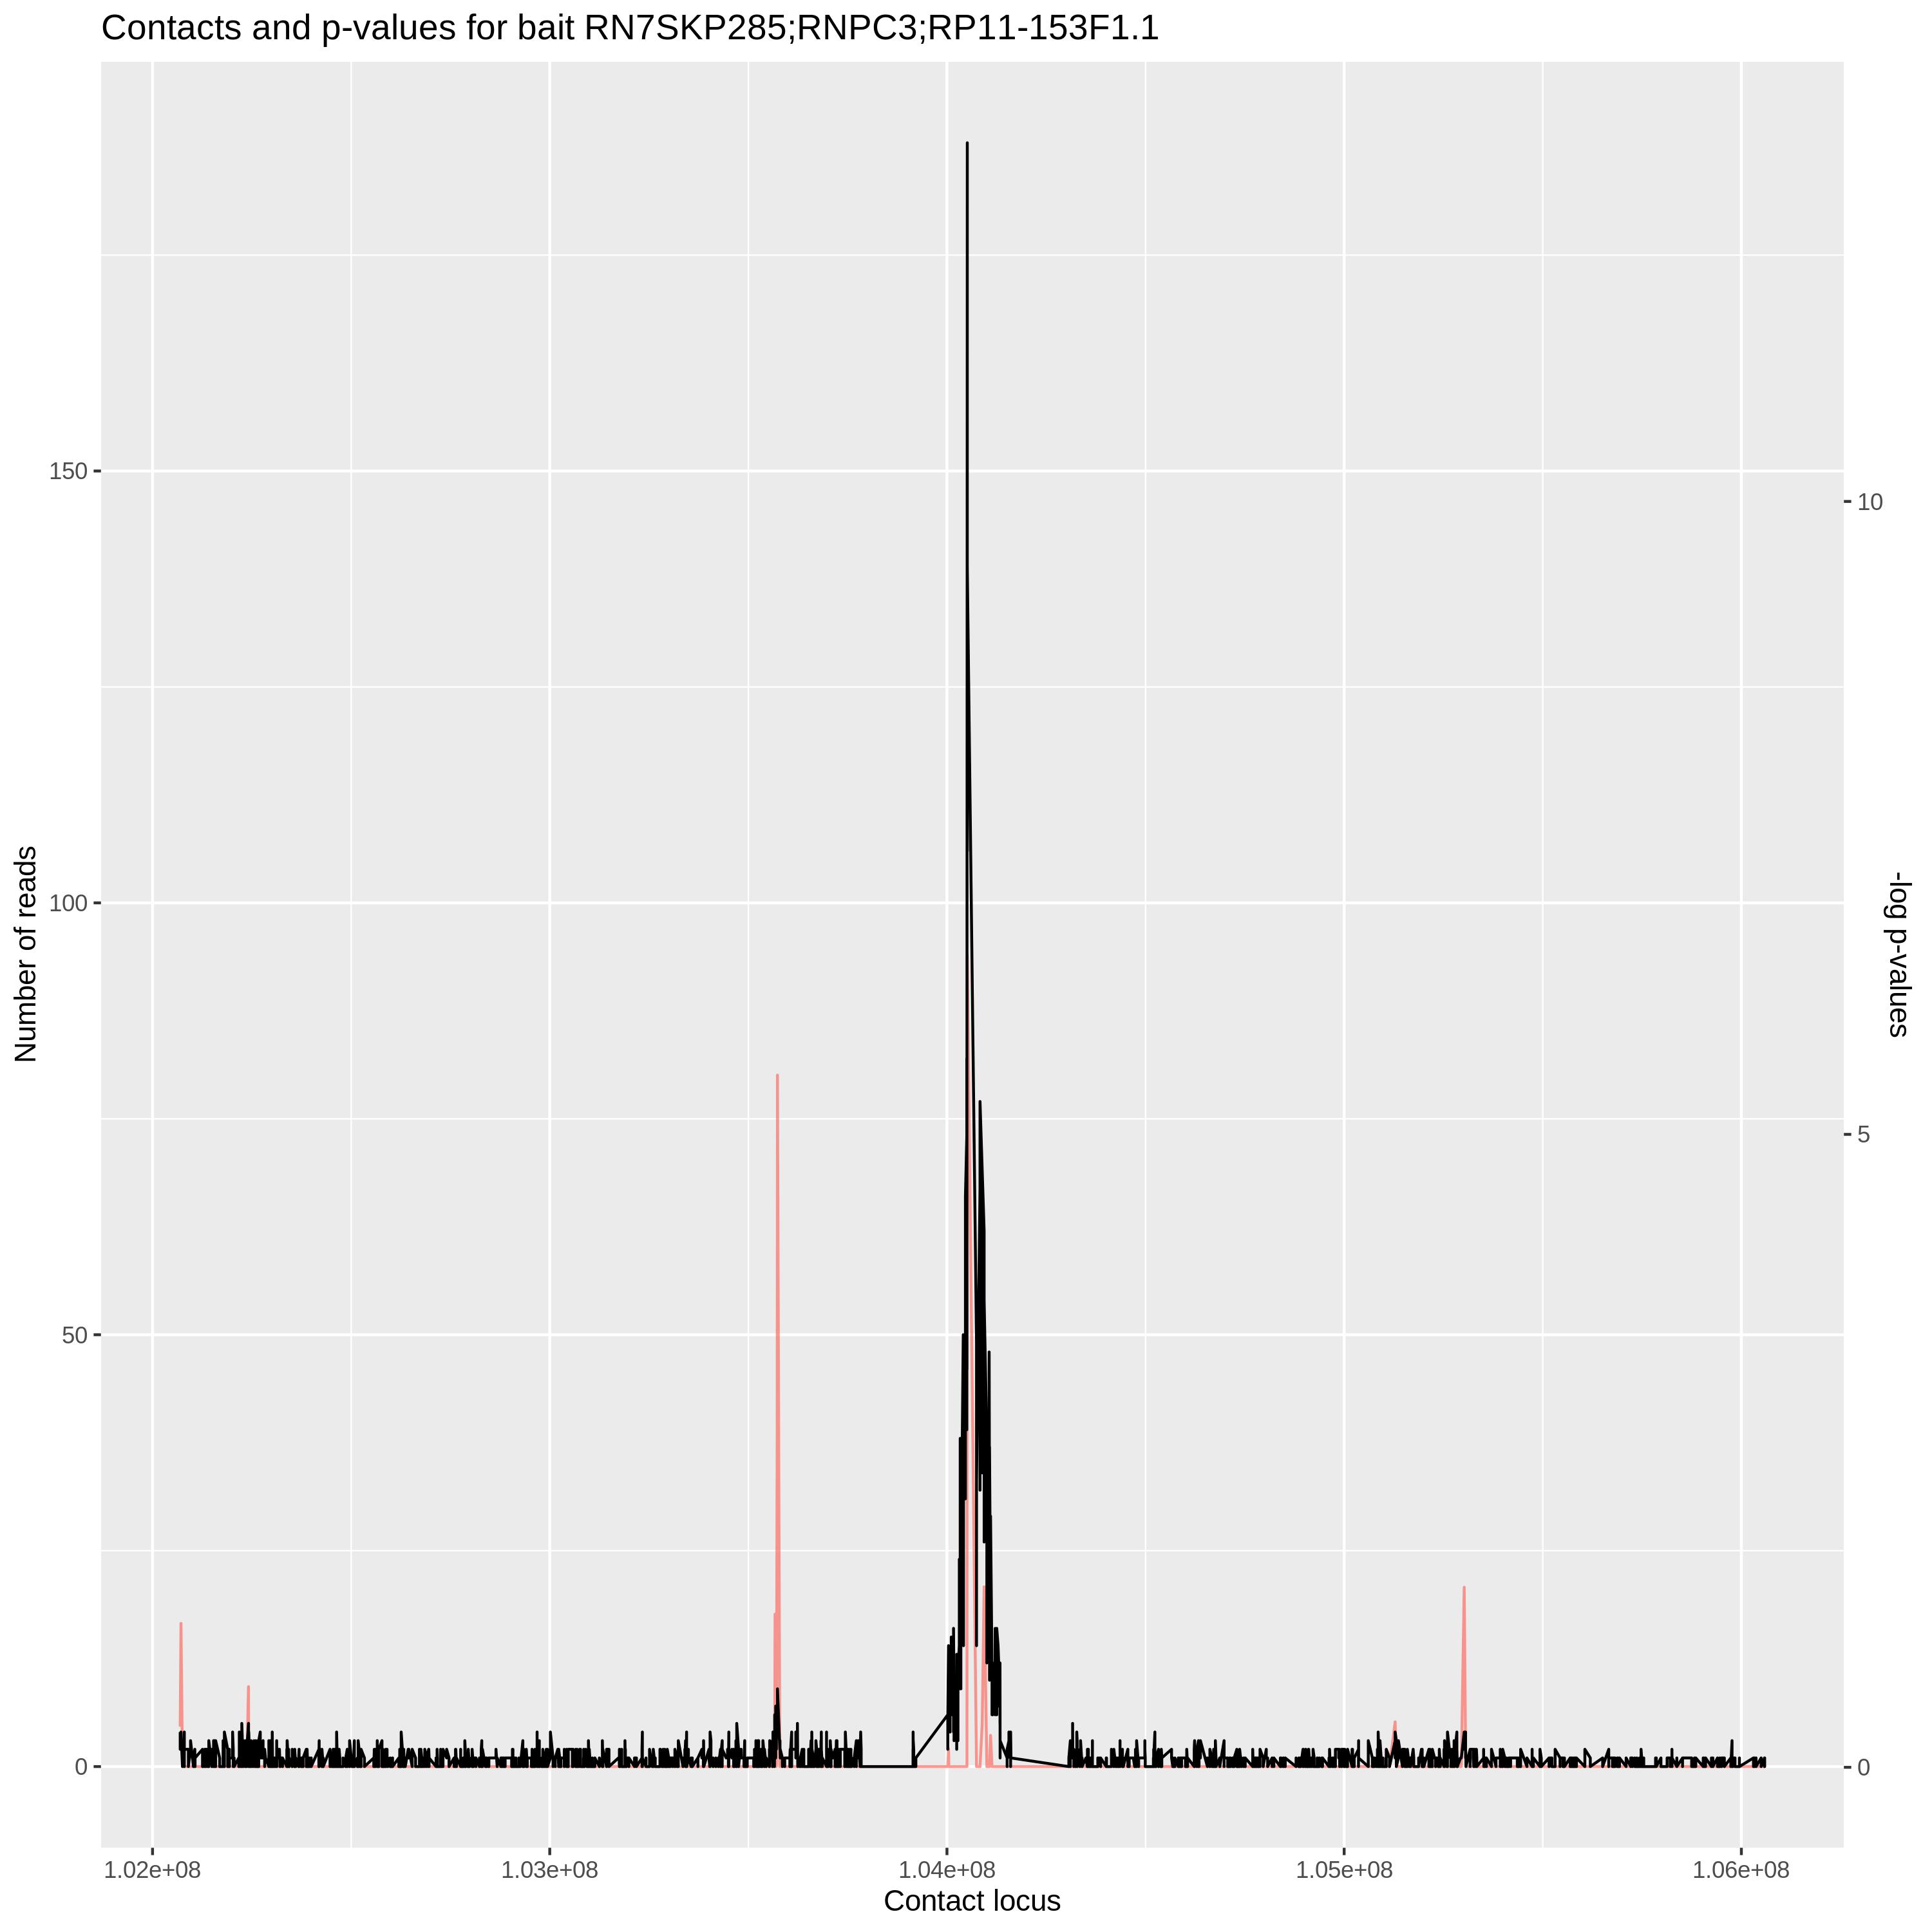 Contacts and p-values for bait RN7SKP285;RNPC3;RP11-153F1.1
Number of reads
150
100
50
0
10
5
0
-log p-values
1.02e+08
1.03e+08
1.04e+08
1.05e+08
1.06e+08
Contact locus